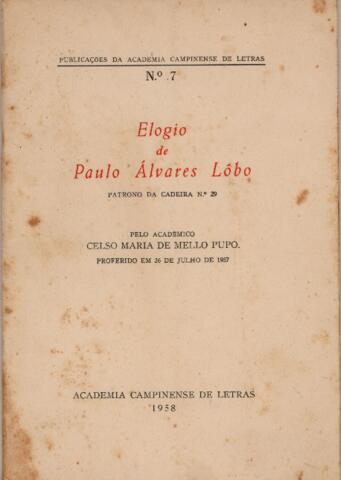 PUBLICAÇÕES DA ACADEMIA CAMPINENSE DE LETRAS
N.º 7
Elogio
de
Paulo Álvares Lôbo
PATRONO DA CADEIRA N.º 29
PELO ACADÊMICO
CELSO MARIA DE MELLO PUPO.
PROFERIDO EM 26 DE JULHO DE 1957
ACADEMIA CAMPINENSE DE LETRAS
1958